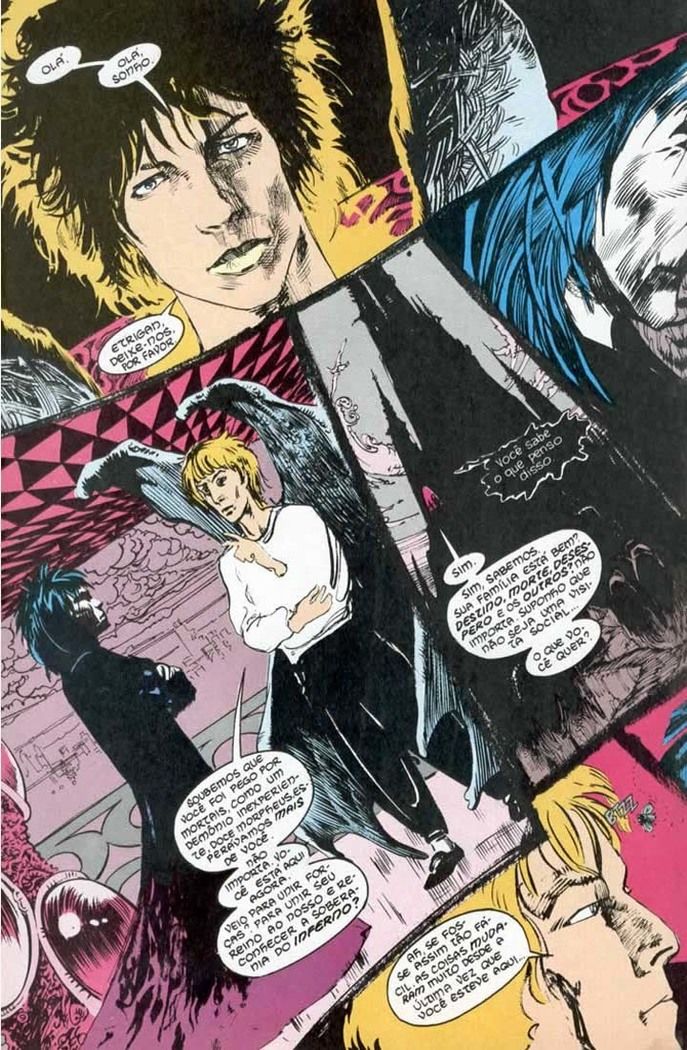 OLÁ.
OLÁ,
SONHO.
ETRIGAN,
DEIXE-NOS,
POR FAVOR
SOUBEMOS QUE
VOCÊ FOI PEGO POR
MORTAIS, COMO UM
DEMÔNIO INEXPERIEN-
TE, DOCE MORPHEUS. ES-
PERÁVAMOS MAIS
DE VOCÊ.
NÃO
IMPORTA. VO-
CÊ ESTÁ AQUI
AGORA.
VEIO PARA UNIR FOR-
ÇAS? PARA UNIR SEU
REINO AO NOSSO E RE-
CONHECER A SOBERA-
NIA DO INFERNO?
VOCÊ SABE
O QUE PENSO
DISSO
SIM.
SIM, SABEMOS.
SUA FAMÍLIA ESTÁ BEM?
DESTINO, MORTE, DESES-
PERO E OS OUTROS? NÃO
IMPORTA. SUPONHO QUE
NÃO SEJA UMA VISI-
TA SOCIAL...
O QUE VO-
CÊ QUER?
BUZZ
SE AH, SE FOS-
SE ASSIM TÃO FÁ-
CIL. AS COISAS MUDA-
RAM MUITO DESDE A
ÚLTIMA VEZ QUE
VOCÊ ESTEVE AQUI...